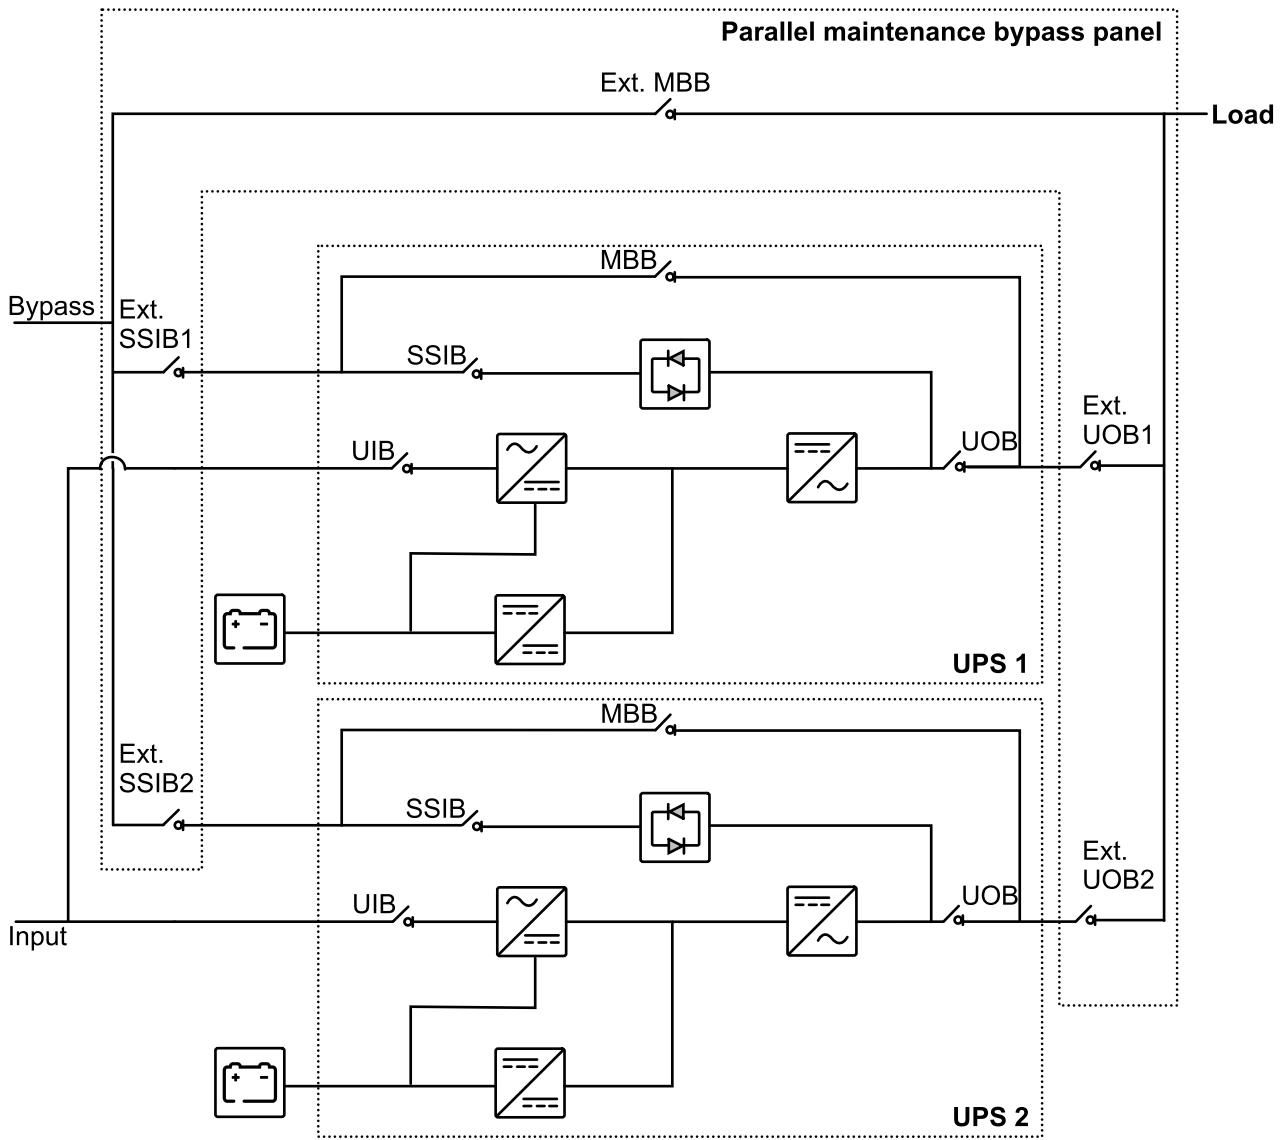 Parallel maintenance bypass panel
Ext. MBB
Load
MBB
Bypass
Ext.
SSIB1
SSIB
Ext.
UOB1
UIB
UOB
+ -
UPS 1
MBB
Ext.
SSIB2
SSIB
Ext.
UOB2
UIB
UOB
Input
+ -
UPS 2